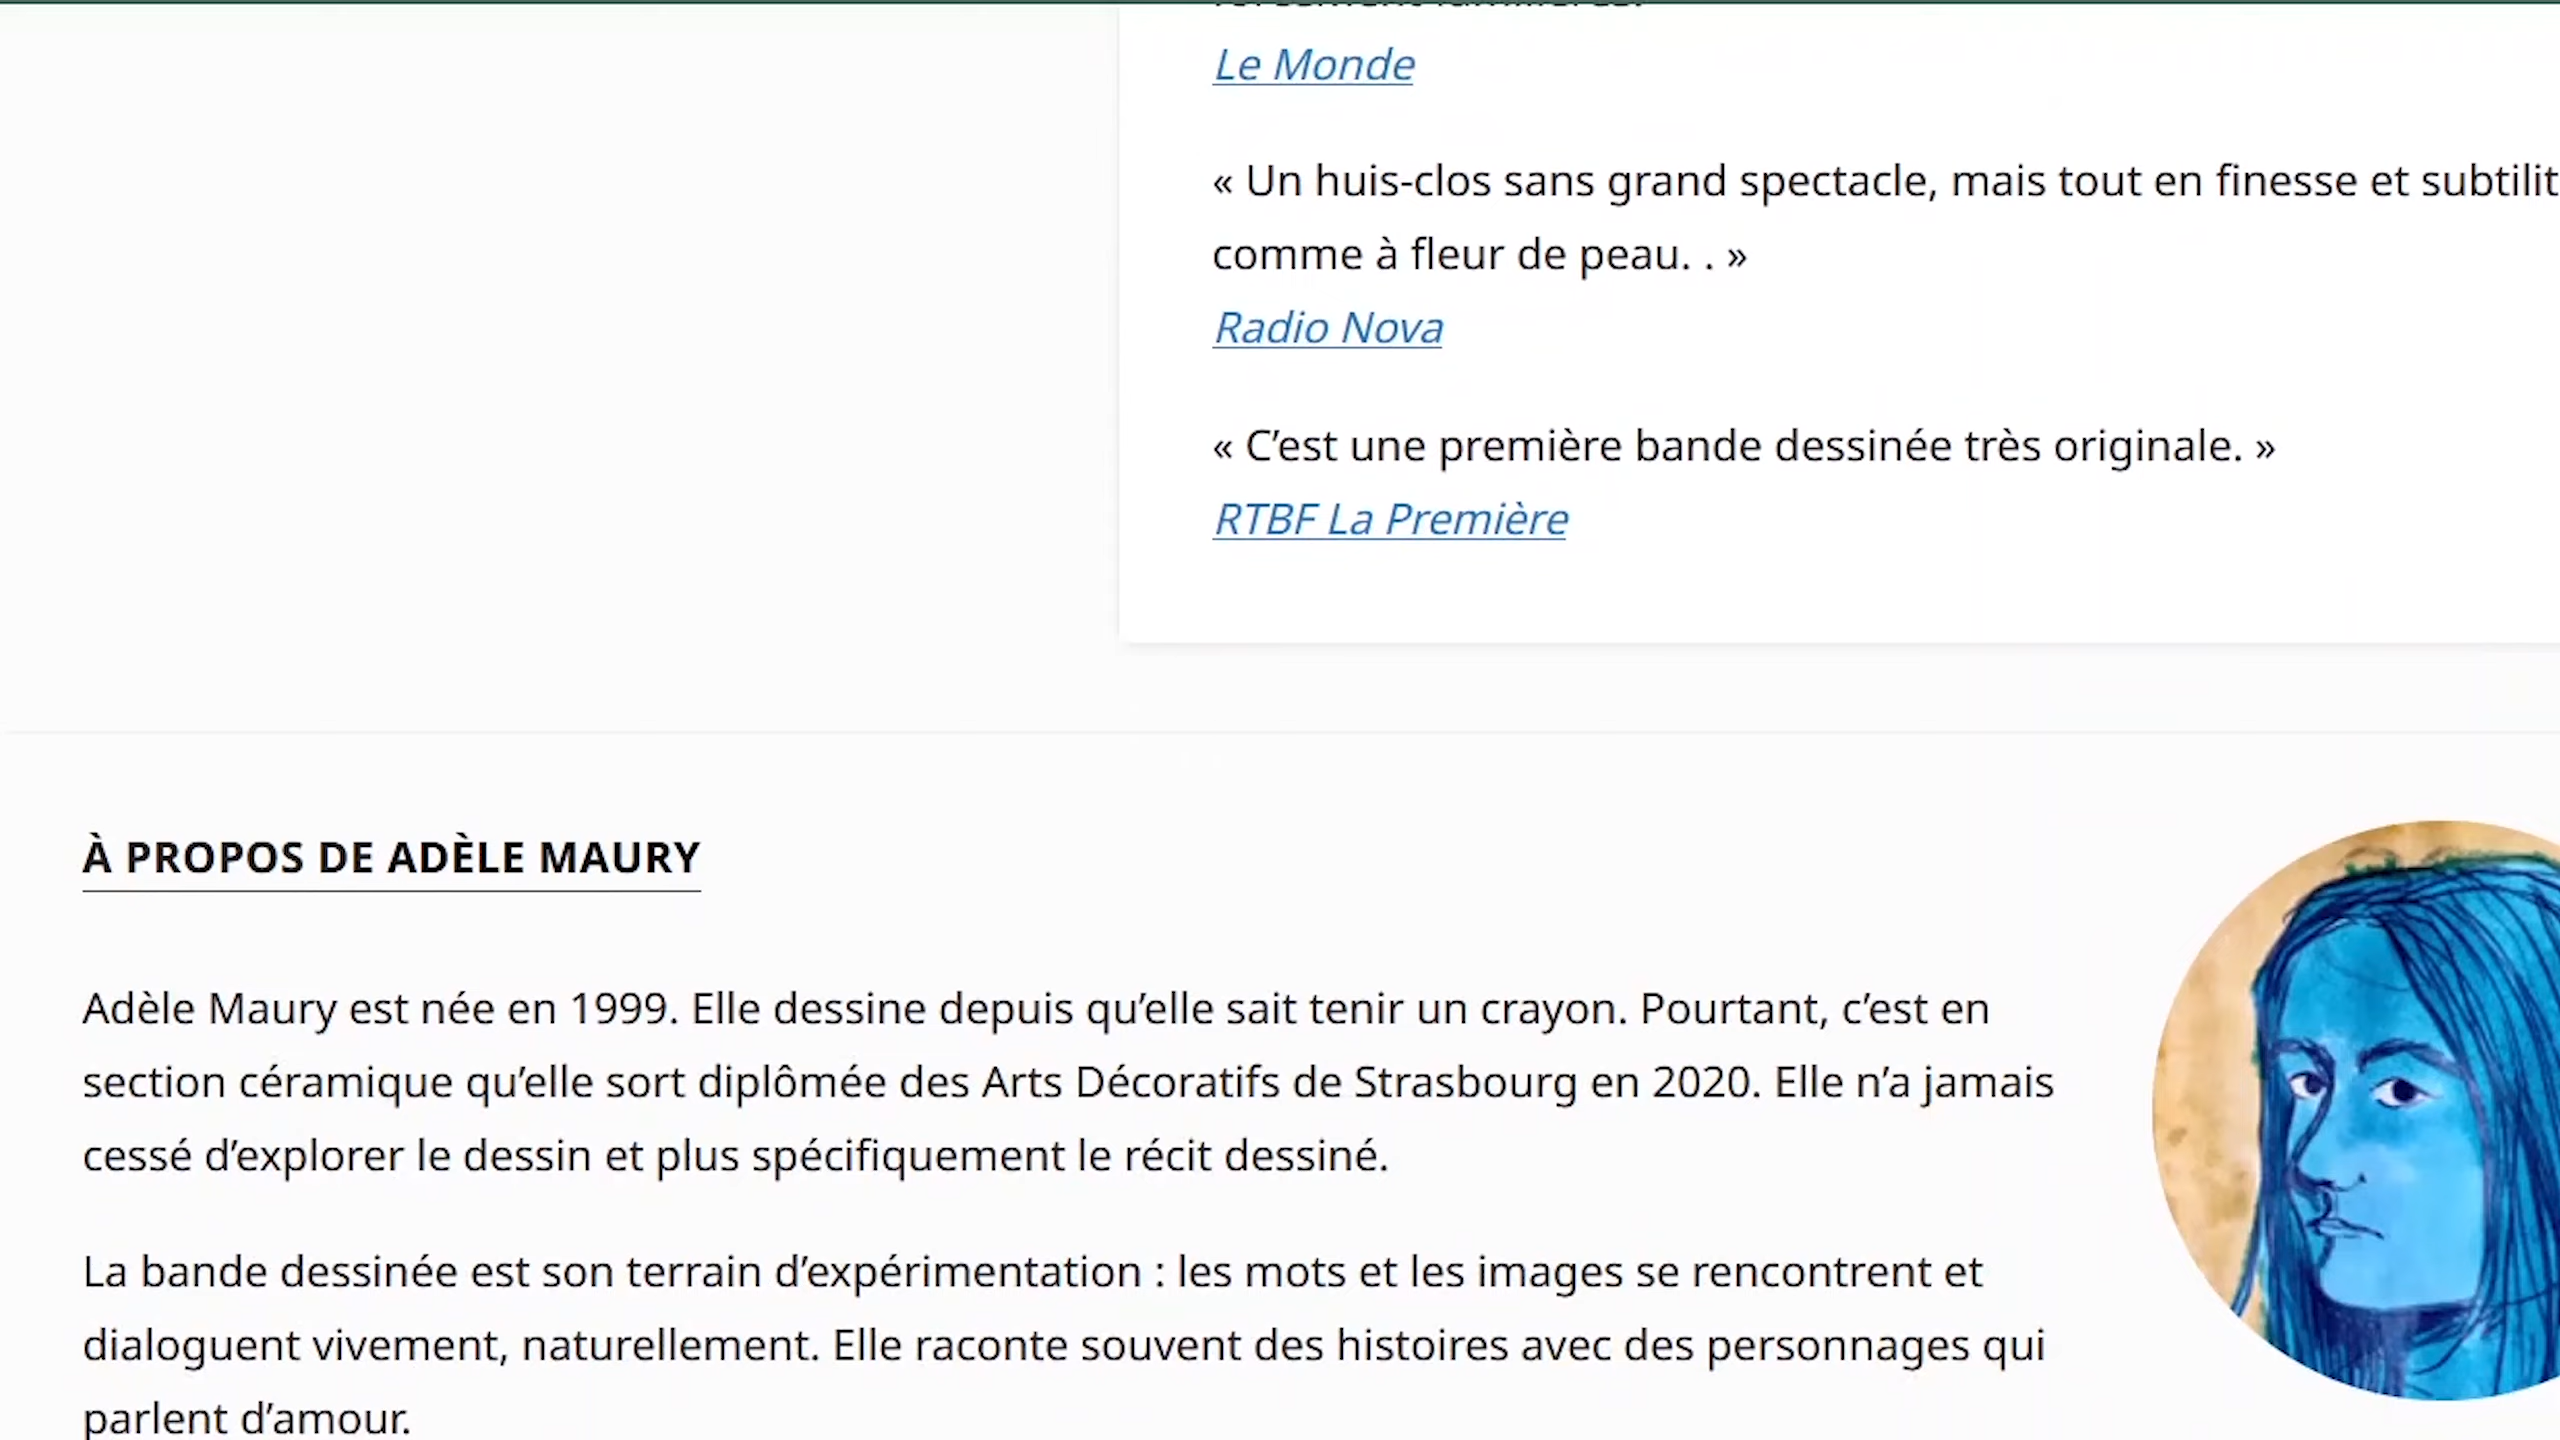 Le Monde
« Un huis-clos sans grand spectacle, mais tout en finesse et
comme à fleur de peau. . »
Radio Nova
« C’est une première bande dessinée très originale. »
RTBF La Première
À PROPOS DE ADÈLE MAURY
Adèle Maury est née en 1999. Elle dessine depuis qu’elle sait tenir un crayon. Pourtant, c’est en
section céramique qu’elle sort diplômée des Arts Décoratifs de Strasbourg en 2020. Elle n’a jamais
cessé d’explorer le dessin et plus spécifiquement le récit dessiné.
La bande dessinée est son terrain d’expérimentation : les mots et les images se rencontrent et
dialoguent vivement, naturellement. Elle raconte souvent des histoires avec des personnages qui
parlent d’amour.